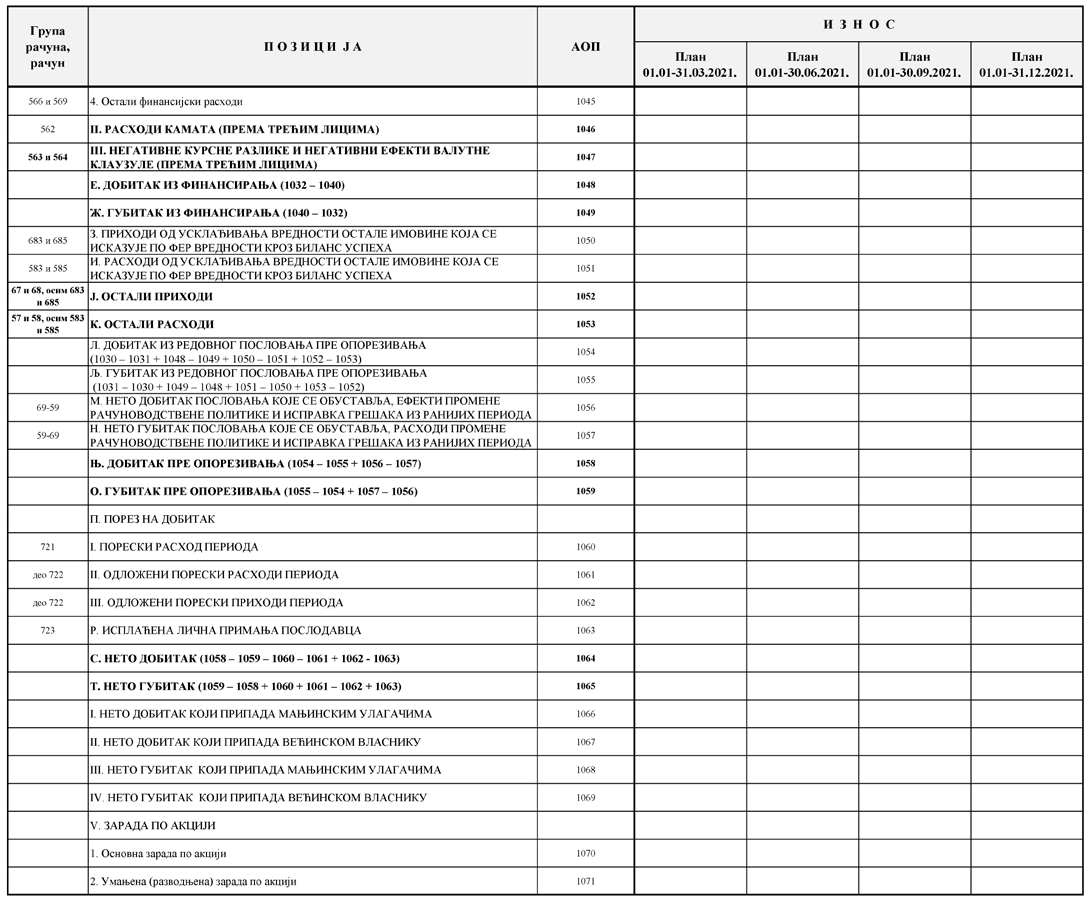 Група рачуна, рачун
П О З И Ц И Ј А
АОП
И З Н О С
План 01.01-31.03.2021.
План 01.01-30.06.2021.
План 01.01-30.09.2021.
План 01.01-31.12.2021.
566 и 569 4. Остали финансијски расходи 1045
562 II. РАСХОДИ КАМАТА (ПРЕМА ТРЕЋИМ ЛИЦИМА) 1046
563 и 564 III. НЕГАТИВНЕ КУРСНЕ РАЗЛИКЕ И НЕГАТИВНИ ЕФЕКТИ ВАЛУТНЕ
КЛАУЗУЛЕ (ПРЕМА ТРЕЋИМ ЛИЦИМА) 1047
Е. ДОБИТАК ИЗ ФИНАНСИРАЊА (1032 – 1040) 1048
Ж. ГУБИТАК ИЗ ФИНАНСИРАЊА (1040 – 1032) 1049
683 и 685 З. ПРИХОДИ ОД УСКЛАЂИВАЊА ВРЕДНОСТИ ОСТАЛЕ ИМОВИНЕ КОЈА СЕ
ИСКАЗУЈЕ ПО ФЕР ВРЕДНОСТИ КРОЗ БИЛАНС УСПЕХА 1050
583 и 585 И. РАСХОДИ ОД УСКЛАЂИВАЊА ВРЕДНОСТИ ОСТАЛЕ ИМОВИНЕ КОЈА СЕ
ИСКАЗУЈЕ ПО ФЕР ВРЕДНОСТИ КРОЗ БИЛАНС УСПЕХА 1051
67 и 68, осим 683 и 685 Ј. ОСТАЛИ ПРИХОДИ 1052
57 и 58, осим 583 и 585 К. ОСТАЛИ РАСХОДИ 1053
Л. ДОБИТАК ИЗ РЕДОВНОГ ПОСЛОВАЊА ПРЕ ОПОРЕЗИВАЊА
(1030 – 1031 + 1048 – 1049 + 1050 – 1051 + 1052 – 1053) 1054
Љ. ГУБИТАК ИЗ РЕДОВНОГ ПОСЛОВАЊА ПРЕ ОПОРЕЗИВАЊА
(1031 – 1030 + 1049 – 1048 + 1051 – 1050 + 1053 – 1052) 1055
69-59 М. НЕТО ДОБИТАК ПОСЛОВАЊА КОЈЕ СЕ ОБУСТАВЉА, ЕФЕКТИ ПРОМЕНЕ
РАЧУНОВОДСТВЕНЕ ПОЛИТИКЕ И ИСПРАВКА ГРЕШАКА ИЗ РАНИЈИХ ПЕРИОДА 1056
59-69 Н. НЕТО ГУБИТАК ПОСЛОВАЊА КОЈЕ СЕ ОБУСТАВЉА, РАСХОДИ ПРОМЕНЕ
РАЧУНОВОДСТВЕНЕ ПОЛИТИКЕ И ИСПРАВКА ГРЕШАКА ИЗ РАНИЈИХ ПЕРИОДА 1057
Њ. ДОБИТАК ПРЕ ОПОРЕЗИВАЊА (1054 – 1055 + 1056 – 1057) 1058
О. ГУБИТАК ПРЕ ОПОРЕЗИВАЊА (1055 – 1054 + 1057 – 1056) 1059
П. ПОРЕЗ НА ДОБИТАК
721 I. ПОРЕСКИ РАСХОД ПЕРИОДА 1060
део 722 II. ОДЛОЖЕНИ ПОРЕСКИ РАСХОДИ ПЕРИОДА 1061
део 722 III. ОДЛОЖЕНИ ПОРЕСКИ ПРИХОДИ ПЕРИОДА 1062
723 Р. ИСПЛАЋЕНА ЛИЧНА ПРИМАЊА ПОСЛОДАВЦА 1063
С. НЕТО ДОБИТАК (1058 – 1059 – 1060 – 1061 + 1062 - 1063) 1064
Т. НЕТО ГУБИТАК (1059 – 1058 + 1060 + 1061 – 1062 + 1063) 1065
I. НЕТО ДОБИТАК КОЈИ ПРИПАДА МАЊИНСКИМ УЛАГАЧИМА 1066
II. НЕТО ДОБИТАК КОЈИ ПРИПАДА ВЕЋИНСКОМ ВЛАСНИКУ 1067
III. НЕТО ГУБИТАК КОЈИ ПРИПАДА МАЊИНСКИМ УЛАГАЧИМА 1068
IV. НЕТО ГУБИТАК КОЈИ ПРИПАДА ВЕЋИНСКОМ ВЛАСНИКУ 1069
V. ЗАРАДА ПО АКЦИЈИ
1. Основна зарада по акцији 1070
2. Умањена (разводњена) зарада по акцији 1071